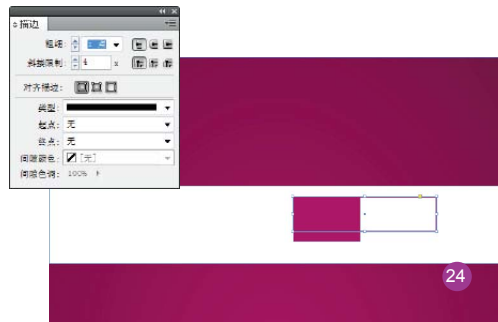 描边
粗细:
斜接限制: 4 x
对齐描边:
类型:
起点: 无
终点: 无
间隙颜色: [无]
间隙色调: 100%
24